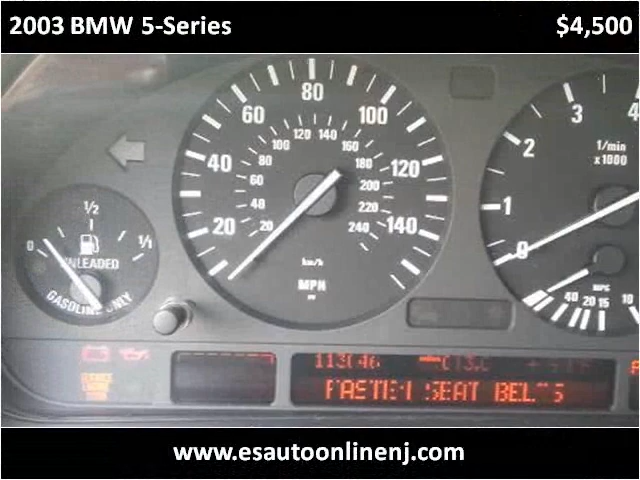 2003 BMW 5-Series $4,500
20 40 60 80 100 120 140
20 48 60 80 100 120 140 160 180 200 220 240
km/h
MPH
0 1/2 1/1
UNLEADED
GASOLINE ONLY
0 1 2 3 4
1/min
x1000
MPG
40 20 15 10
FASTEN SEAT BELTS
www.esautoonlinenj.com